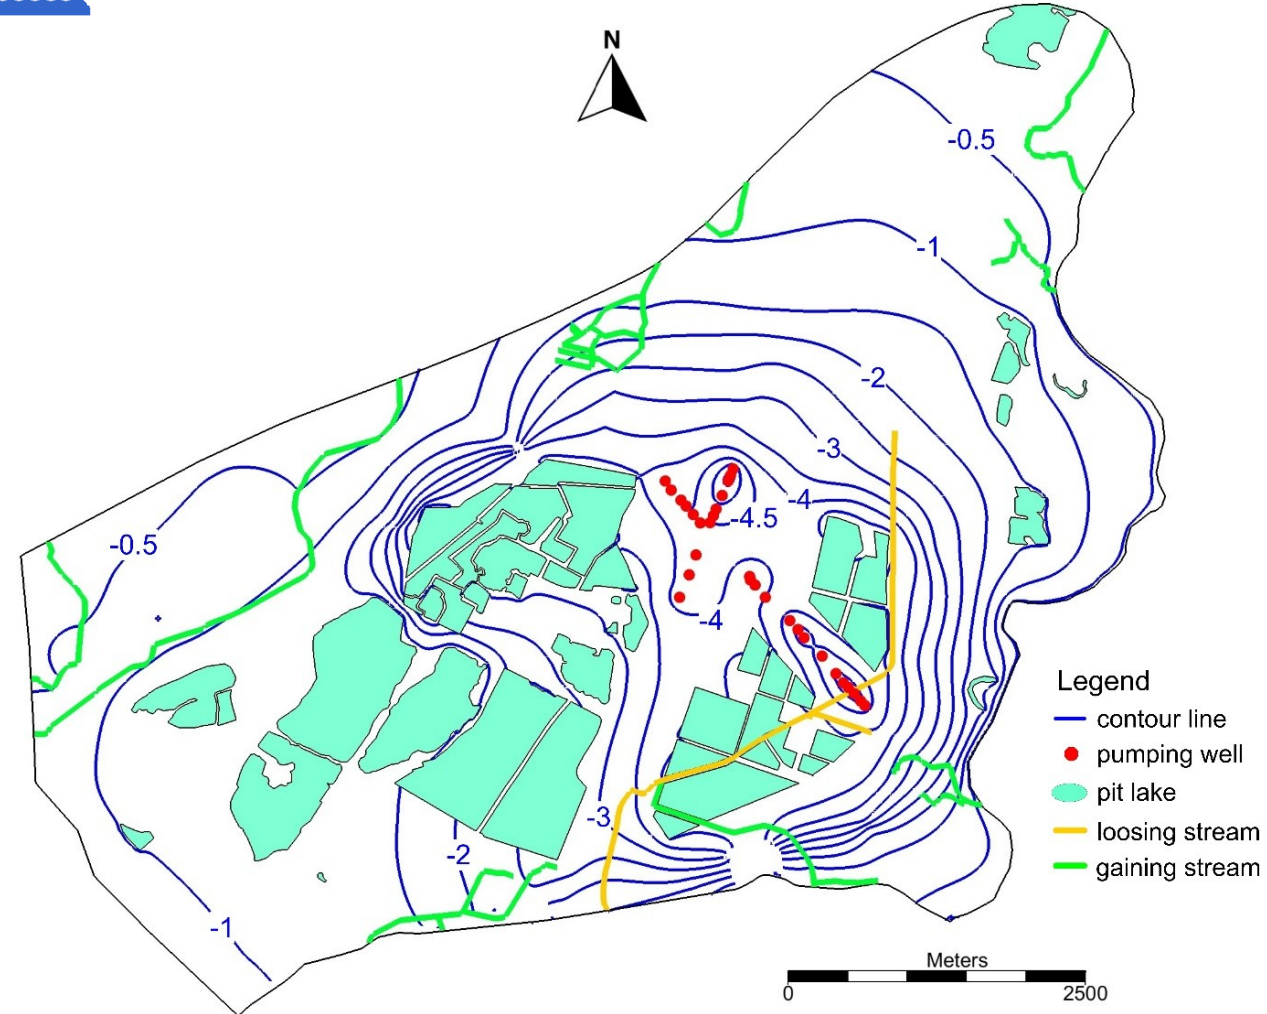 N
-0.5
-1
-2
-3
-4
-4.5
-0.5
-4
Legend
contour line
pumping well
pit lake
loosing stream
gaining stream
-3
-2
-1
Meters
0 2500